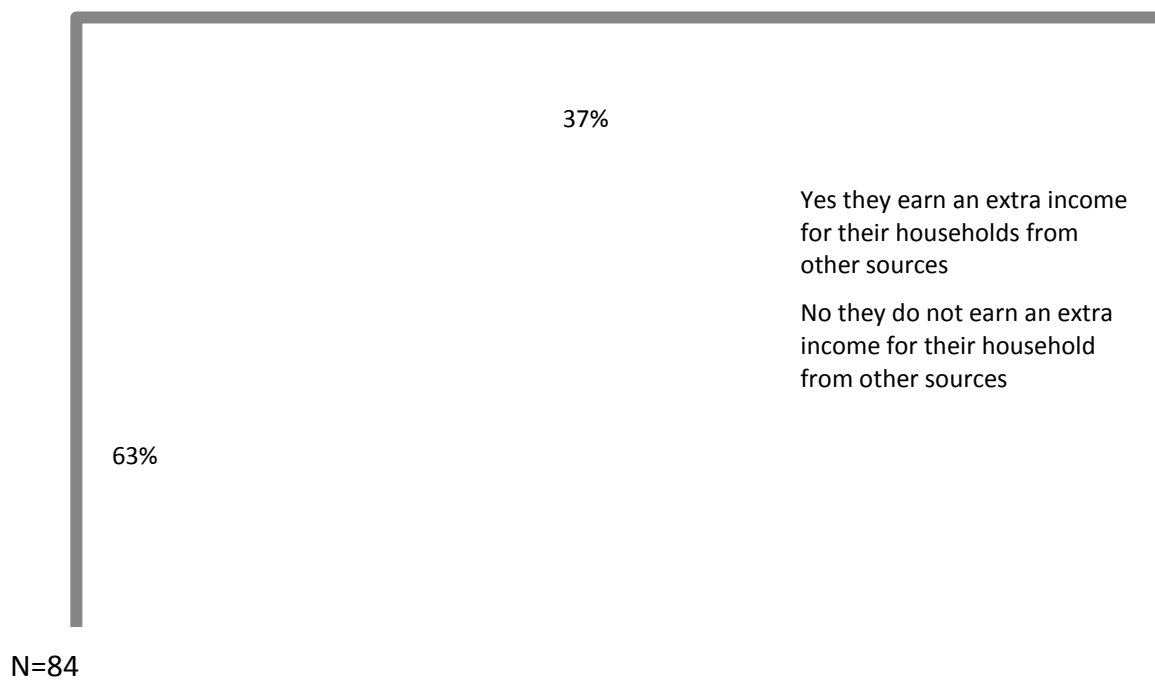 37%
Yes they earn an extra income
for their households from
other sources
No they do not earn an extra
income for their household
from other sources
63%
N=84